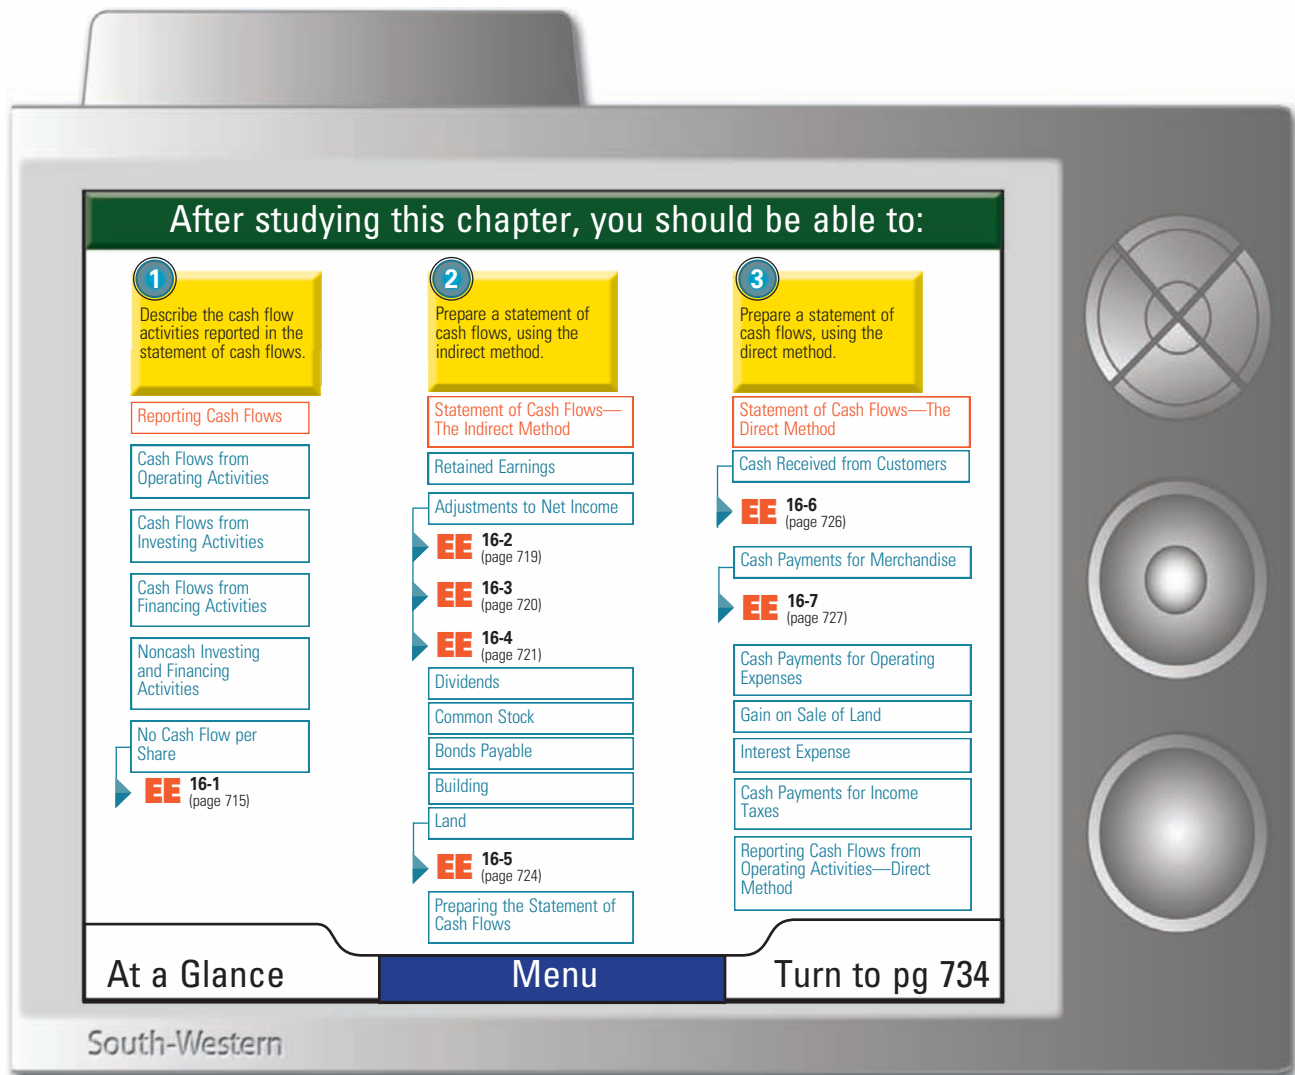 After studying this chapter, you should be able to:
1
Describe the cash flow
activities reported in the
statement of cash flows.
Reporting Cash Flows
Cash Flows from
Operating Activities
Cash Flows from
Investing Activities
Cash Flows from
Financing Activities
Noncash Investing
and Financing
Activities
No Cash Flow per
Share
EE 16-1
(page 715)
2
Prepare a statement of
cash flows, using the
indirect method.
Statement of Cash Flows—
The Indirect Method
Retained Earnings
Adjustments to Net Income
EE 16-2
(page 719)
EE 16-3
(page 720)
EE 16-4
(page 721)
Dividends
Common Stock
Bonds Payable
Building
Land
EE 16-5
(page 724)
Preparing the Statement of
Cash Flows
3
Prepare a statement of
cash flows, using the
direct method.
Statement of Cash Flows—The
Direct Method
Cash Received from Customers
EE 16-6
(page 726)
Cash Payments for Merchandise
EE 16-7
(page 727)
Cash Payments for Operating
Expenses
Gain on Sale of Land
Interest Expense
Cash Payments for Income
Taxes
Reporting Cash Flows from
Operating Activities—Direct
Method
At a Glance
Menu
Turn to pg 734
South-Western